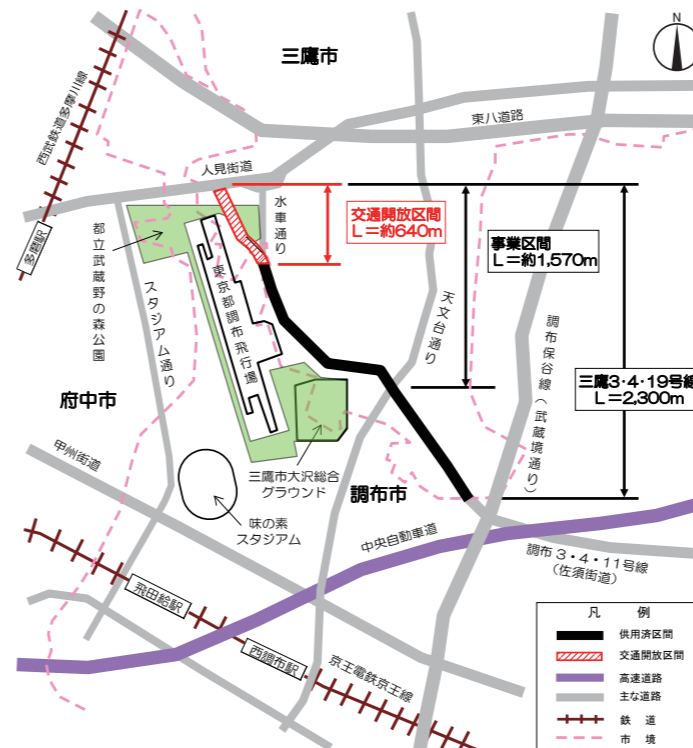 三鷹市
N
西武鉄道多摩川線
東八道路
人見街道
水車通り
交通開放区間
L=約640m
事業区間
L=約1,570m
多磨駅
都立武蔵野の森公園
スタジアム通り
東京都調布飛行場
天文台通り
調布保谷線(武蔵境通り)
三鷹3・4・19号線
L=2,300m
府中市
甲州街道
三鷹市大沢総合
グラウンド
調布市
味の素
スタジアム
中央自動車道
調布3・4・11号線
(佐須街道)
飛田給駅
西調布駅
京王電鉄京王線
凡 例
供用済区間
交通開放区間
高速道路
主な道路
鉄 道
市 境